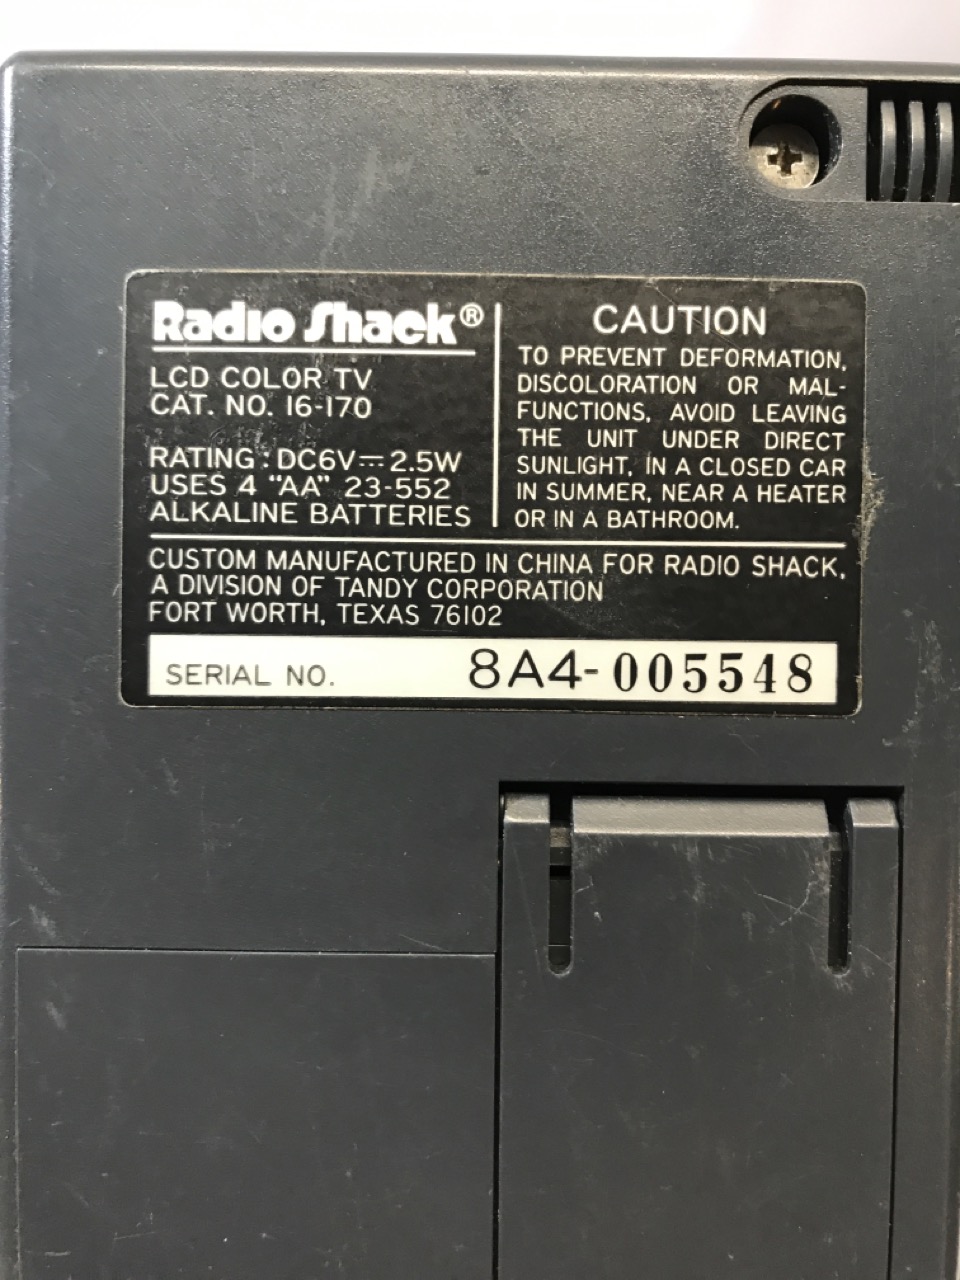 Radio Shack®
LCD COLOR TV
CAT. NO. 16-170
RATING: DC6V⎓2.5W
USES 4 "AA" 23-552
ALKALINE BATTERIES
CAUTION
TO PREVENT DEFORMATION,
DISCOLORATION OR MAL-
FUNCTIONS, AVOID LEAVING
THE UNIT UNDER DIRECT
SUNLIGHT, IN A CLOSED CAR
IN SUMMER, NEAR A HEATER
OR IN A BATHROOM.
CUSTOM MANUFACTURED IN CHINA FOR RADIO SHACK,
A DIVISION OF TANDY CORPORATION
FORT WORTH, TEXAS 76102
SERIAL NO. 8A4-005548